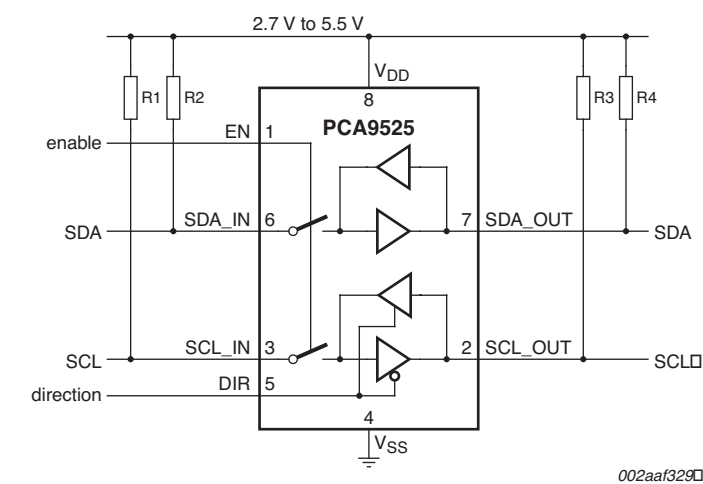 2.7 V to 5.5 V
VDD
R1 R2 8 R3 R4
EN 1 PCA9525
enable
SDA_IN 6 7 SDA_OUT
SDA SDA
SCL_IN 3 2 SCL_OUT
SCL SCL□
DIR 5
direction
4
VSS
002aaf329□